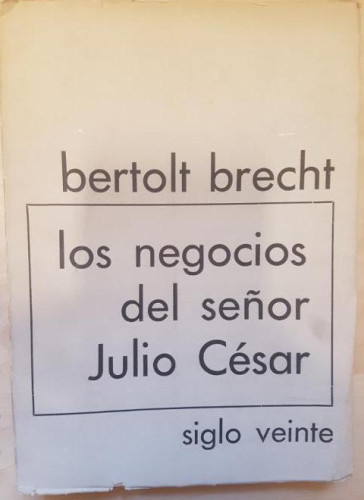 bertolt brecht
los negocios
del señor
Julio César
siglo veinte